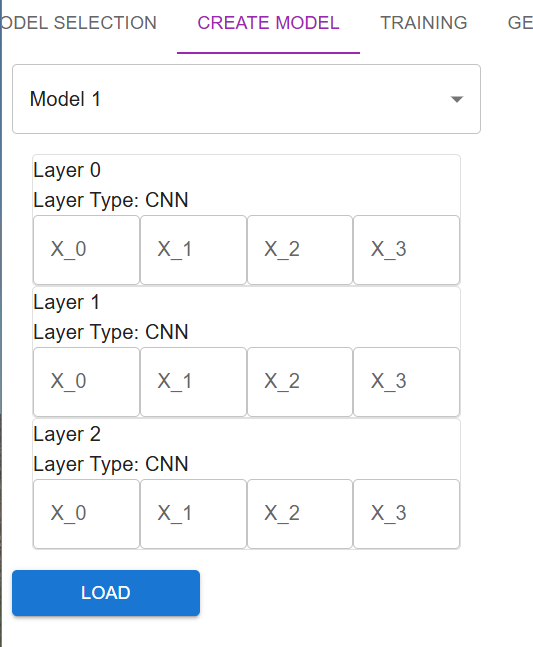 ODEL SELECTION CREATE MODEL TRAINING GE
Model 1
Layer 0
Layer Type: CNN
X_0 X_1 X_2 X_3
Layer 1
Layer Type: CNN
X_0 X_1 X_2 X_3
Layer 2
Layer Type: CNN
X_0 X_1 X_2 X_3
LOAD